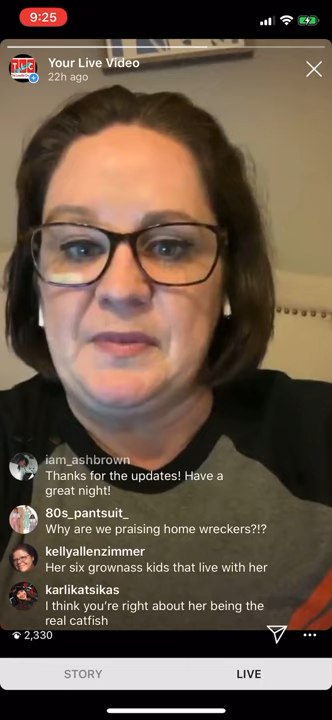 9:25
Your Live Video
22h ago
TLC
iam_ashbrown
Thanks for the updates! Have a
great night!
80s_pantsuit_
Why are we praising home wreckers?!?
kellyallenzimmer
Her six grownass kids that live with her
karlikatsikas
I think you’re right about her being the
real catfish
2,330
STORY
LIVE